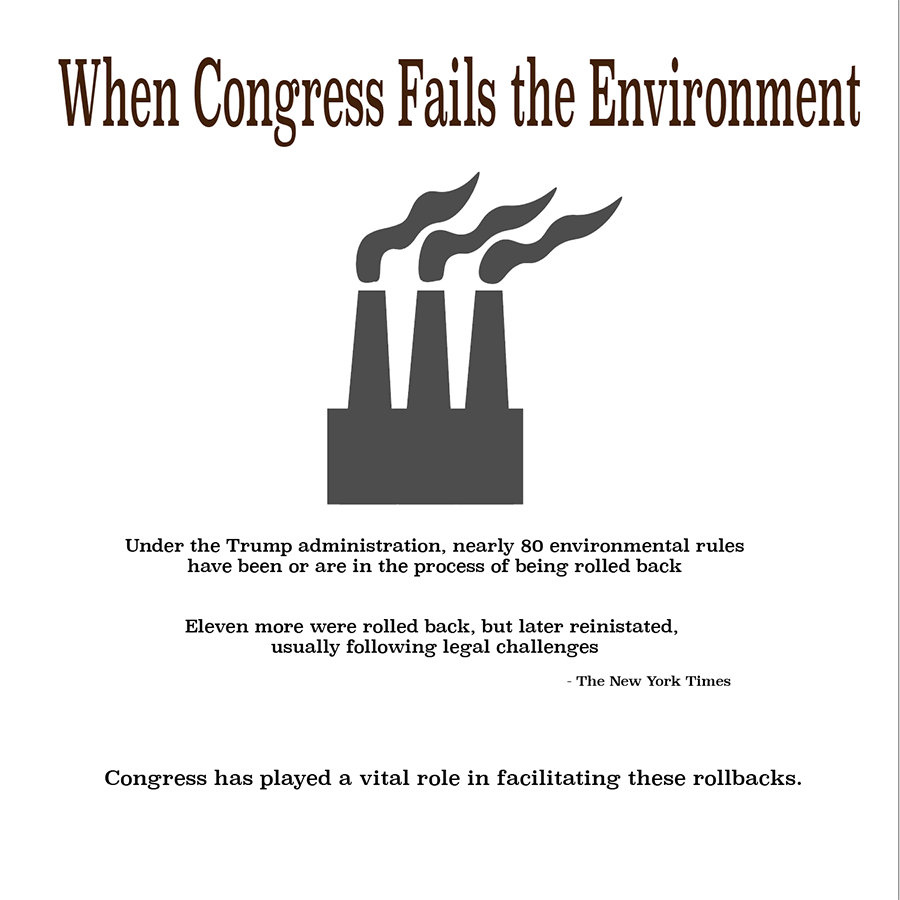 When Congress Fails the Environment
Under the Trump administration, nearly 80 environmental rules
have been or are in the process of being rolled back
Eleven more were rolled back, but later reinistated,
usually following legal challenges
- The New York Times
Congress has played a vital role in facilitating these rollbacks.